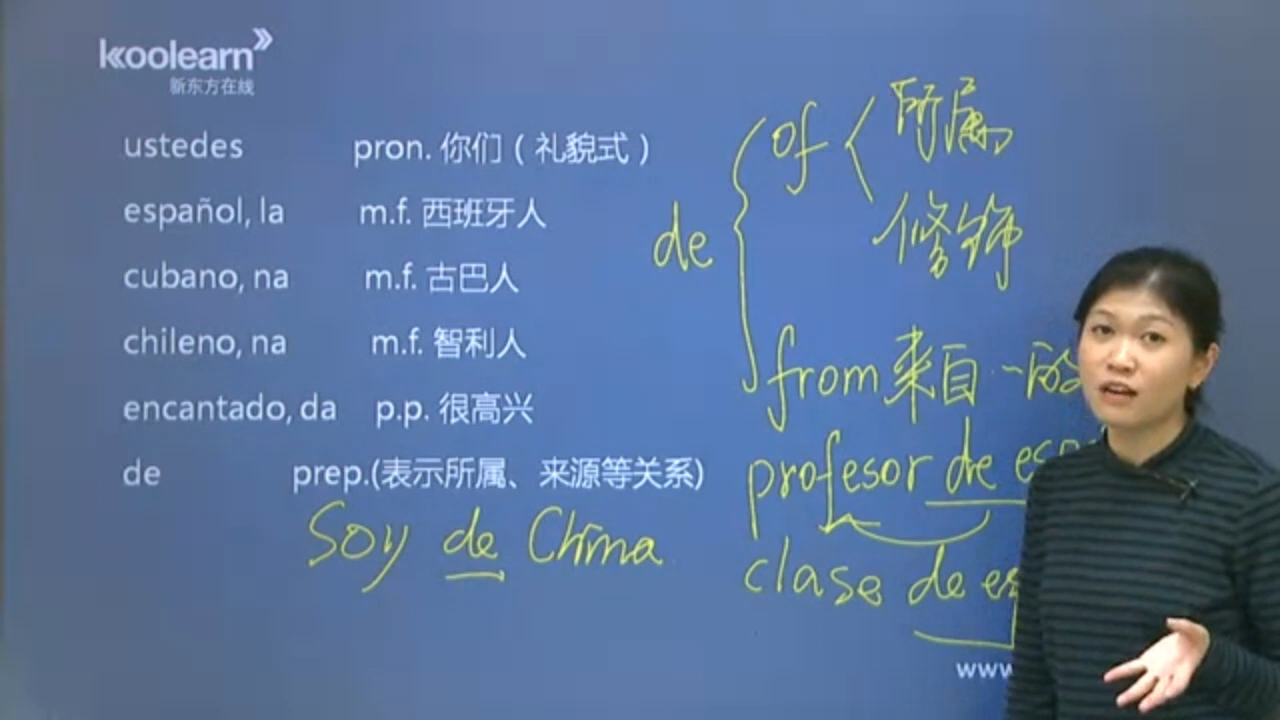 koolearn
新东方在线
ustedes pron. 你们（礼貌式）
español, la m.f. 西班牙人
cubano, na m.f. 古巴人
chileno, na m.f. 智利人
encantado, da p.p. 很高兴
de prep.(表示所属、来源等关系)
Soy de China
de
of
所属
修饰
from 来自
profesor de
clase de
www